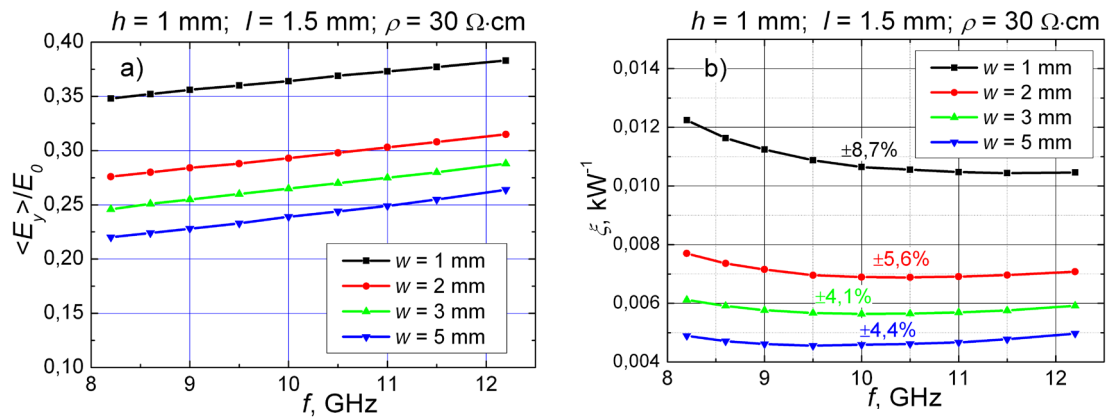 h = 1 mm; l = 1.5 mm; ρ = 30 Ω·cm
a)
<E_y>/E_0
0,40
0,35
0,30
0,25
0,20
0,15
0,10
w = 1 mm
w = 2 mm
w = 3 mm
w = 5 mm
8 9 10 11 12
f, GHz
h = 1 mm; l = 1.5 mm; ρ = 30 Ω·cm
b)
ξ, kW⁻¹
0,014
0,012
0,010
0,008
0,006
0,004
w = 1 mm
w = 2 mm
w = 3 mm
w = 5 mm
±8,7%
±5,6%
±4,1%
±4,4%
8 9 10 11 12
f, GHz